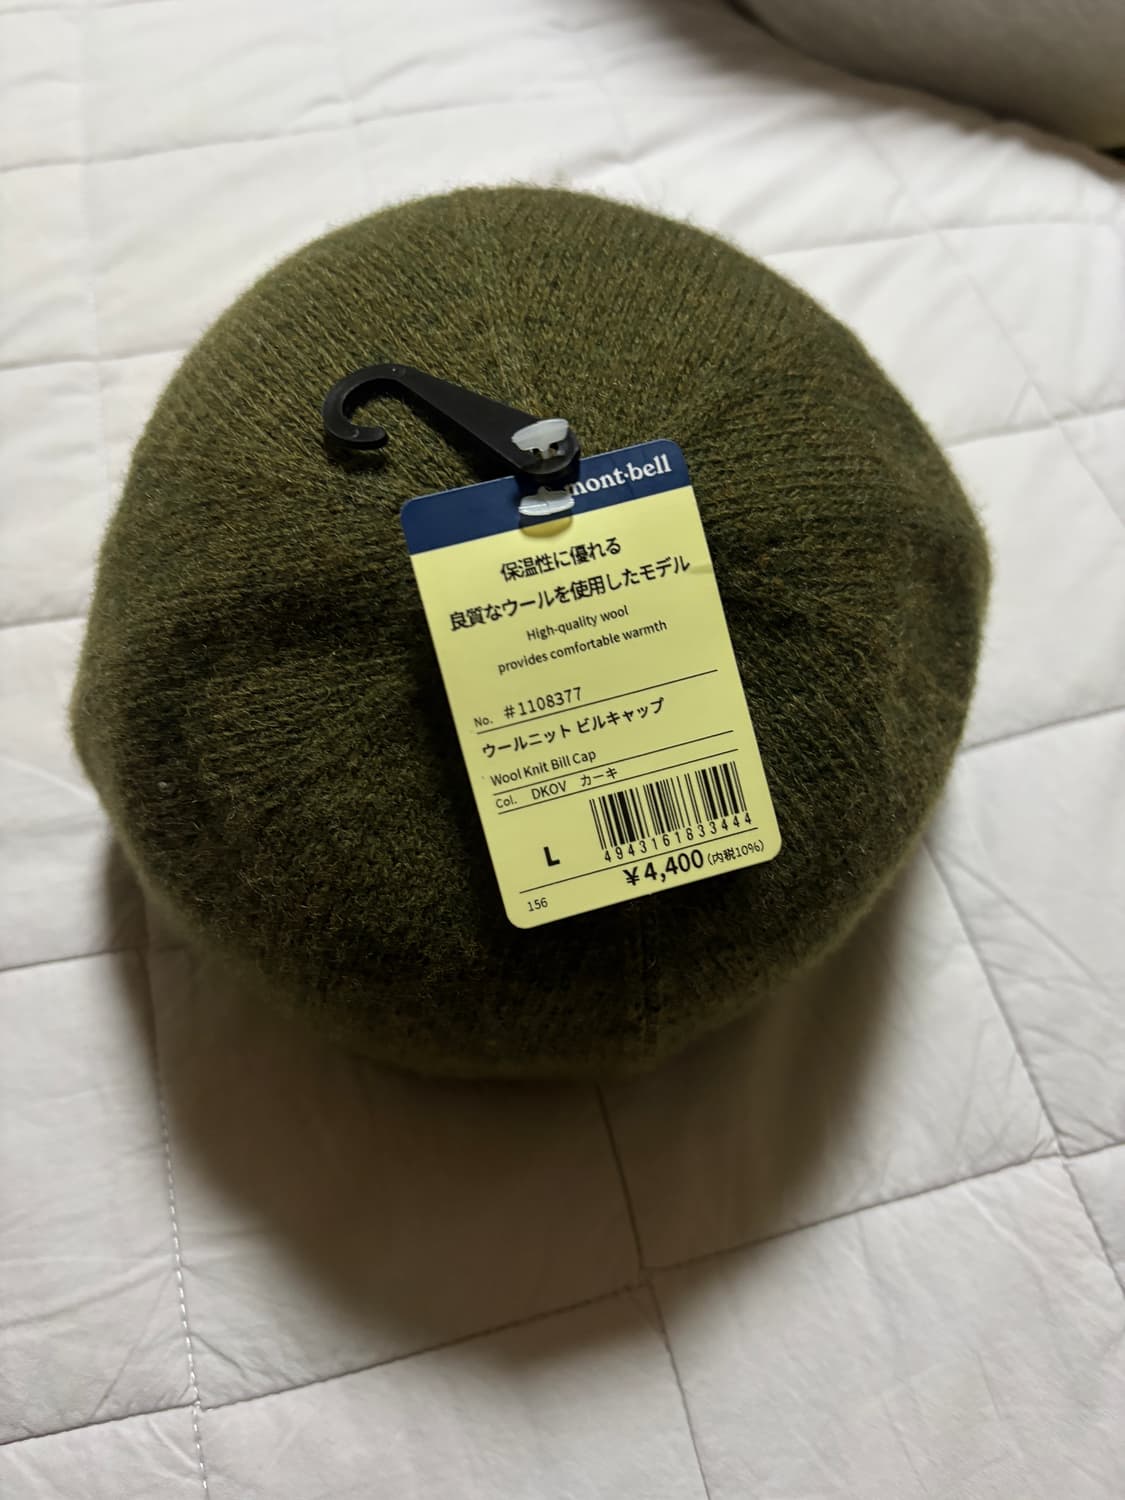 mont·bell
保温性に優れる
良質なウールを使用したモデル
High-quality wool
provides comfortable warmth
No. #1108377
ウールニット ビルキャップ
Wool Knit Bill Cap
Col. DKOV カーキ
L
4943161833444
¥4,400(内税10%)
156